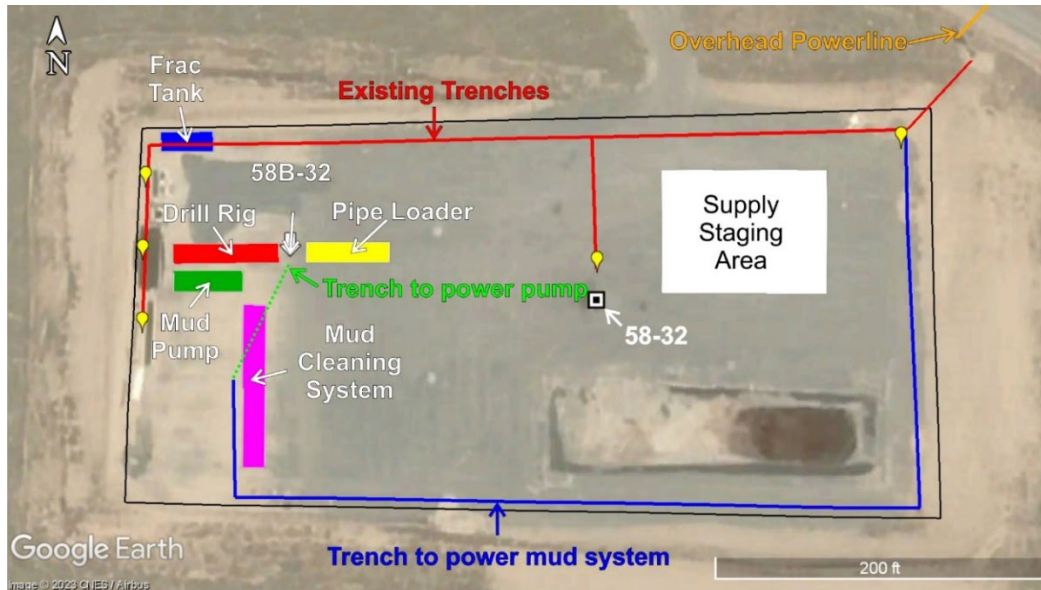 N
Overhead Powerline
Frac
Tank
Existing Trenches
58B-32
Drill Rig
Pipe Loader
Supply
Staging
Area
Trench to power pump
Mud
Pump
Mud
Cleaning
System
58-32
Google Earth
Trench to power mud system
200 ft
Image © 2023 CNES / Airbus